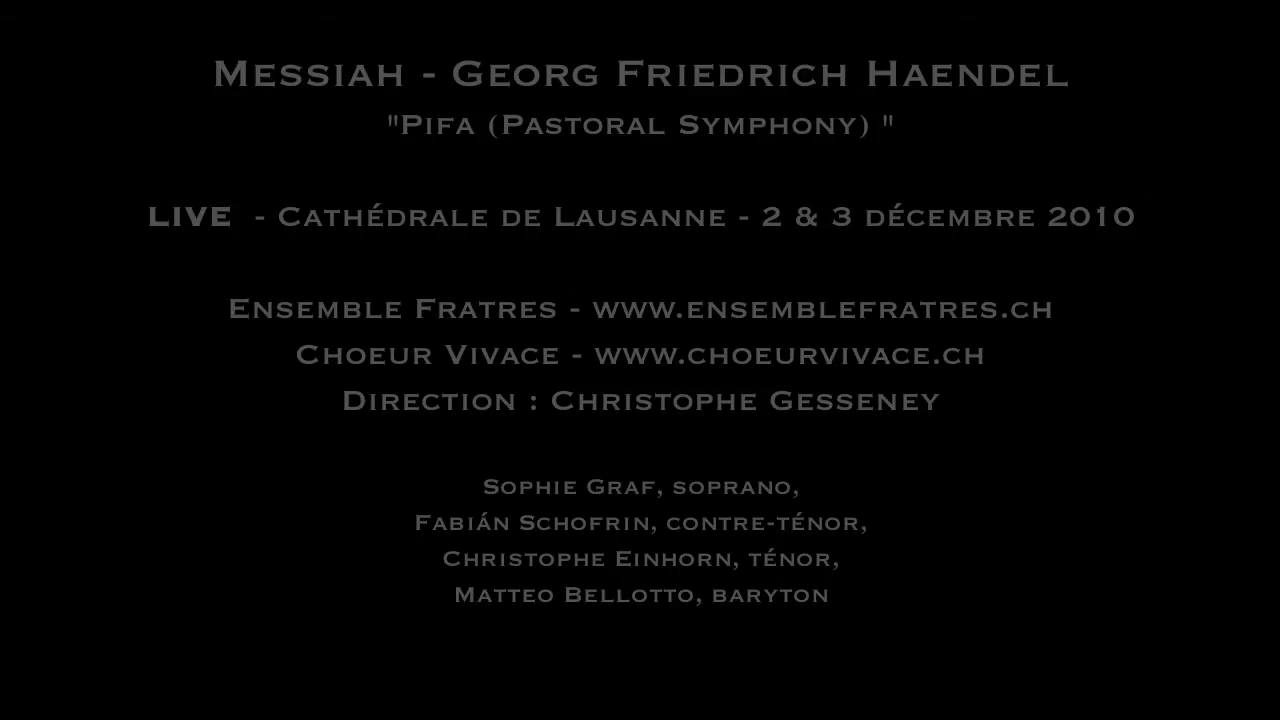 Messiah - Georg Friedrich Haendel
"Pifa (Pastoral Symphony) "
LIVE - Cathédrale de Lausanne - 2 & 3 décembre 2010
Ensemble Fratres - www.ensemblefratres.ch
Choeur Vivace - www.choeurvivace.ch
Direction : Christophe Gesseney
Sophie Graf, soprano,
Fabián Schofrin, contre-ténor,
Christophe Einhorn, ténor,
Matteo Bellotto, baryton